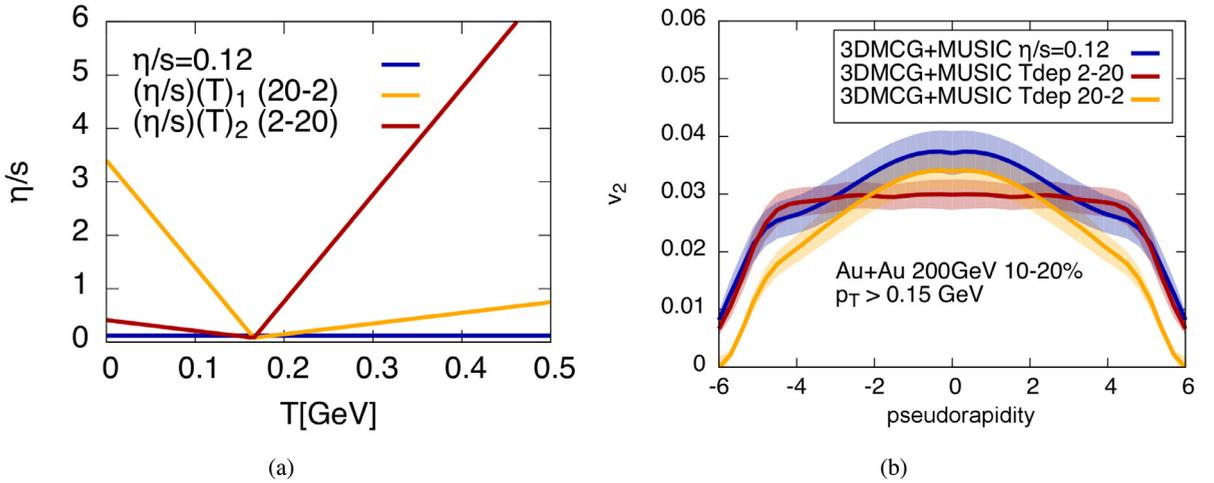 6
5
4
3
2
1
0
η/s
η/s=0.12
(η/s)(T)1 (20-2)
(η/s)(T)2 (2-20)
0 0.1 0.2 0.3 0.4 0.5
T[GeV]
(a)
0.06
0.05
0.04
0.03
0.02
0.01
0
v2
3DMCG+MUSIC η/s=0.12
3DMCG+MUSIC Tdep 2-20
3DMCG+MUSIC Tdep 20-2
Au+Au 200GeV 10-20%
pT > 0.15 GeV
-6 -4 -2 0 2 4 6
pseudorapidity
(b)